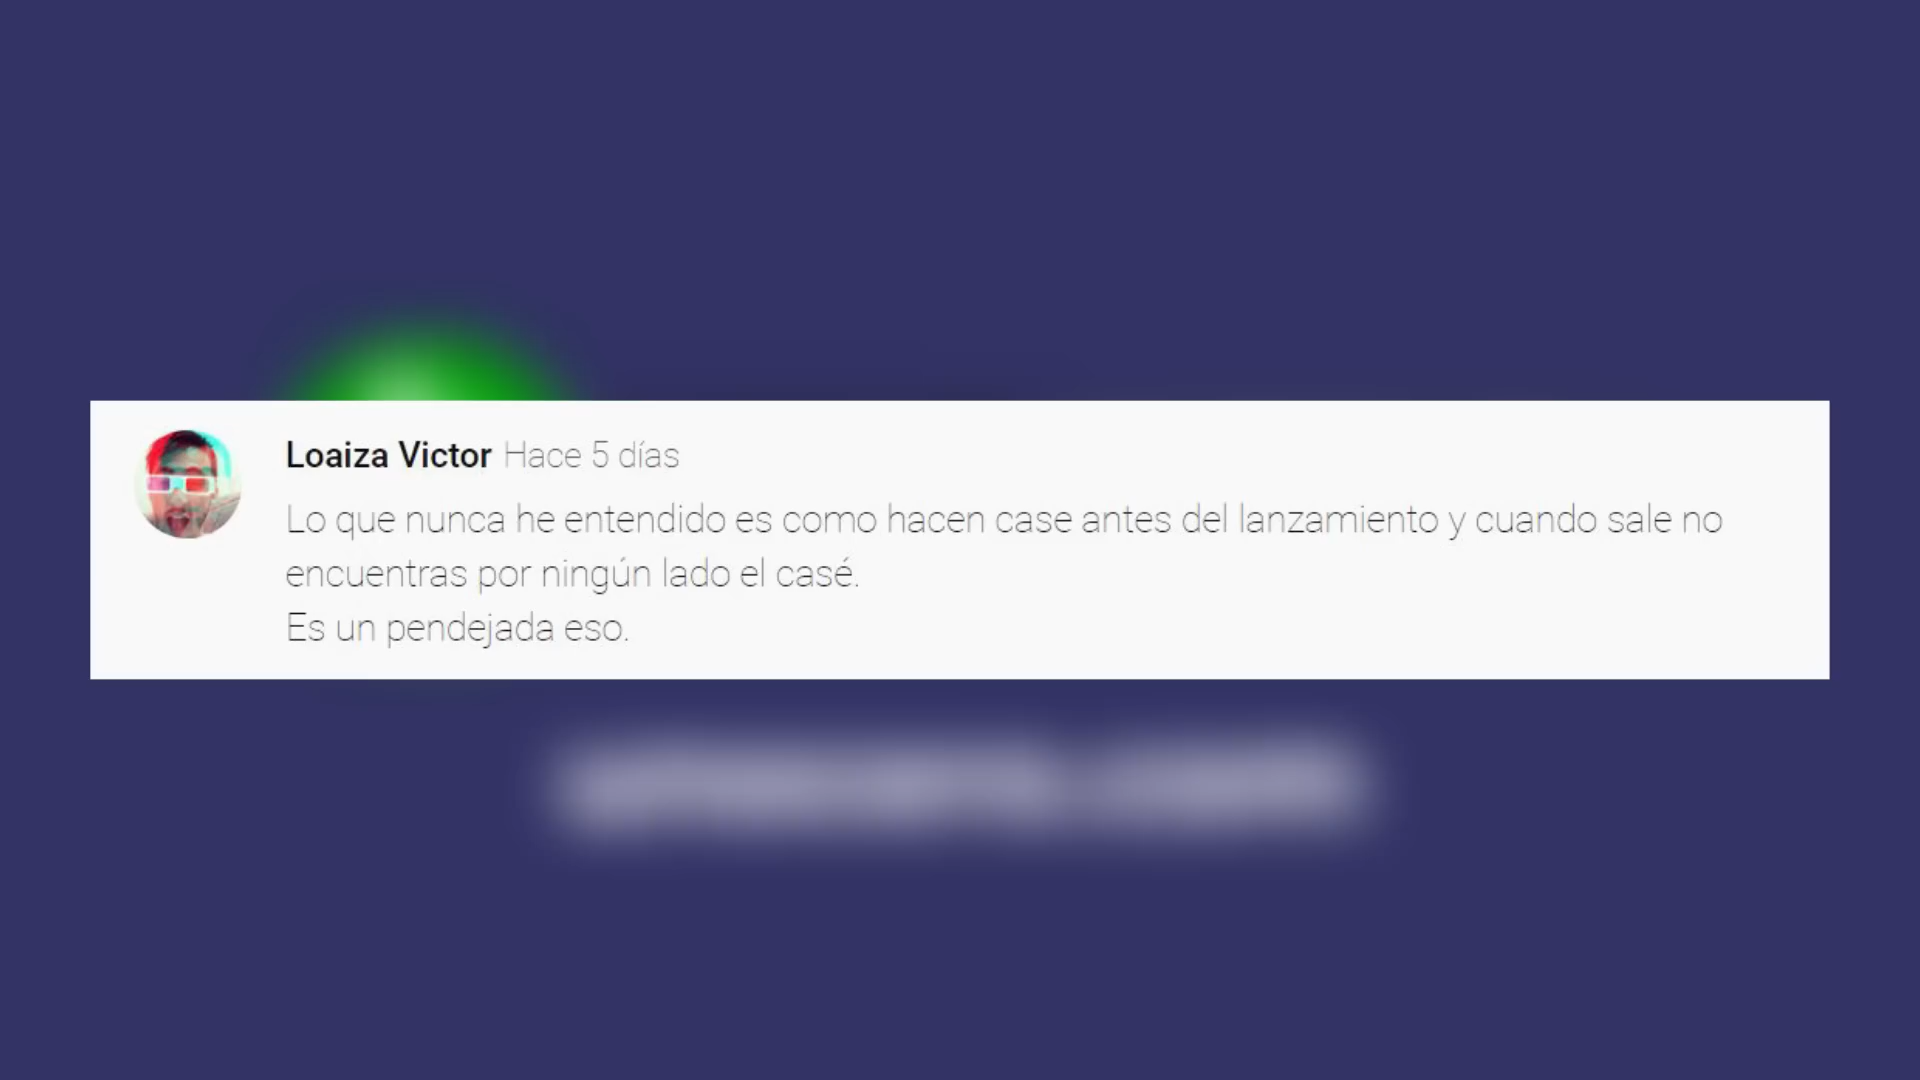 Loaiza Victor Hace 5 días
Lo que nunca he entendido es como hacen case antes del lanzamiento y cuando sale no
encuentras por ningún lado el casé.
Es un pendejada eso.